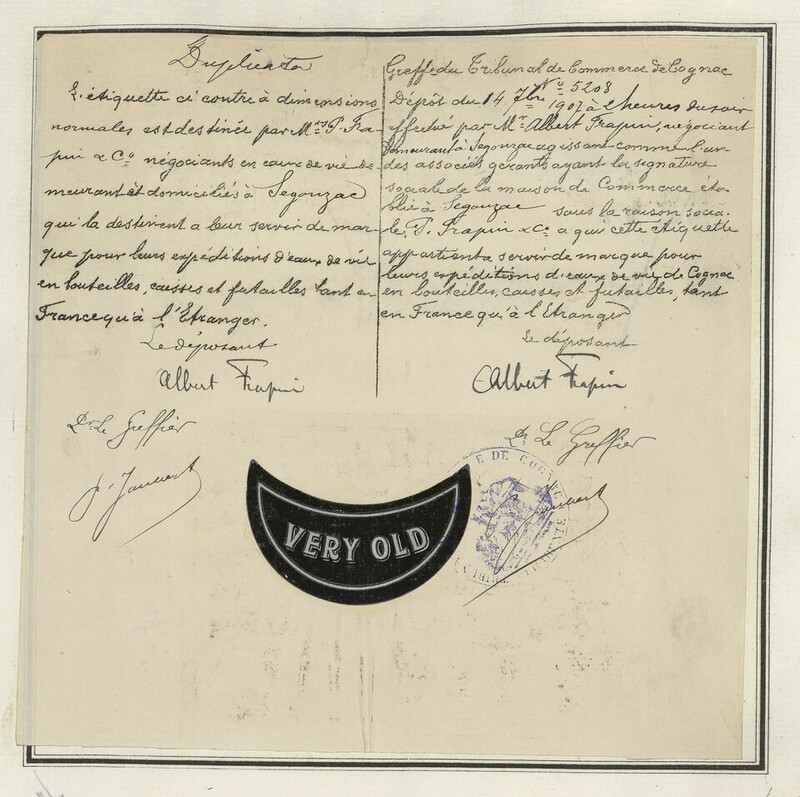 Duplicata
L'étiquette ci contre à dimensions
normales est destinée par Mrs P. Fra-
pin & Co négociants en eaux de vie de-
meurant et domiciliés à Segonzac
qui la destinent a leur servir de mar-
que pour leurs expéditions d'eaux de vie
en bouteilles, caisses et futailles tant en
France qu'à l'Etranger.
Le déposant
Albert Frapin
Dr Le Greffier
Greffe du Tribunal de Commerce de Cognac
No 5208
Dépôt du 14 7bre 1907 à 2 heures du soir
effectué par Mr Albert Frapin, négociant
demeurant à Segonzac agissant comme l'un
des associés gérants ayant la signature
sociale de la maison de Commerce éta-
blie à Segonzac sous la raison socia-
le, P. Frapin & Co a qui cette étiquette
appartient a servir de marque pour
leurs expéditions d'eaux de vie de Cognac
en bouteilles, caisses et futailles, tant
en France qu'à l'Etranger
Le déposant
Albert Frapin
Dr Le Greffier
VERY OLD